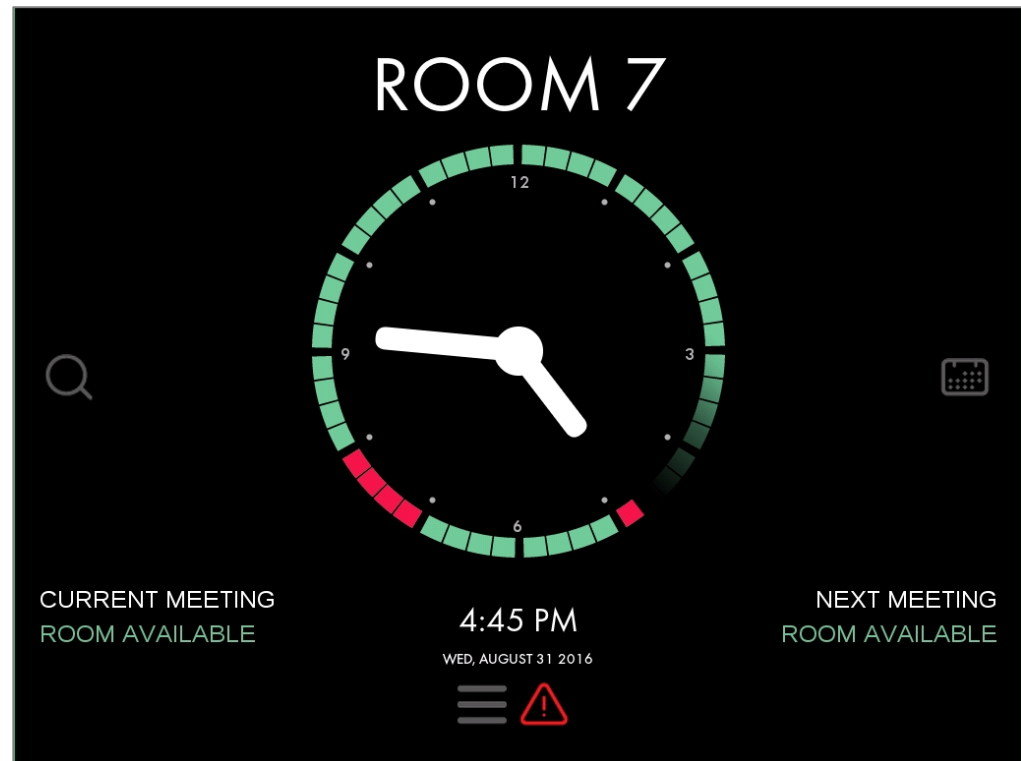 ROOM 7
12
9
3
6
CURRENT MEETING
ROOM AVAILABLE
4:45 PM
WED, AUGUST 31 2016
NEXT MEETING
ROOM AVAILABLE